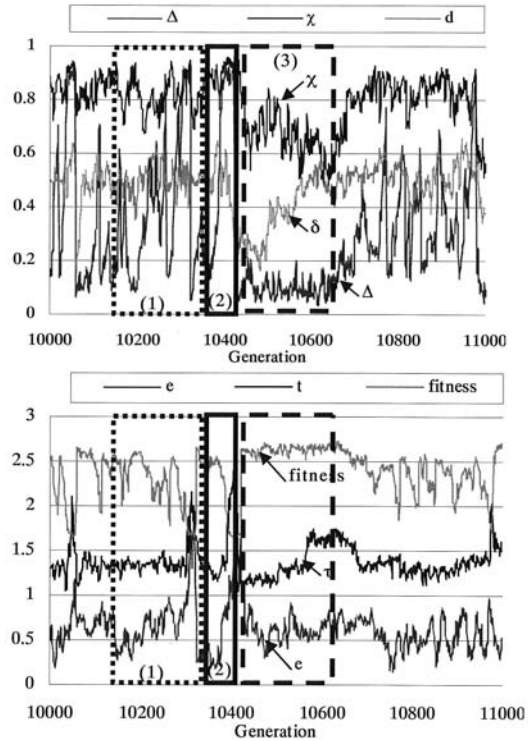 Δ χ d
1
0.8
0.6
0.4
0.2
0
(3)
χ
δ
Δ
(1)
(2)
10000 10200 10400 10600 10800 11000
Generation
e t fitness
3
2.5
2
1.5
1
0.5
0
fitness
t
e
(1)
(2)
10000 10200 10400 10600 10800 11000
Generation